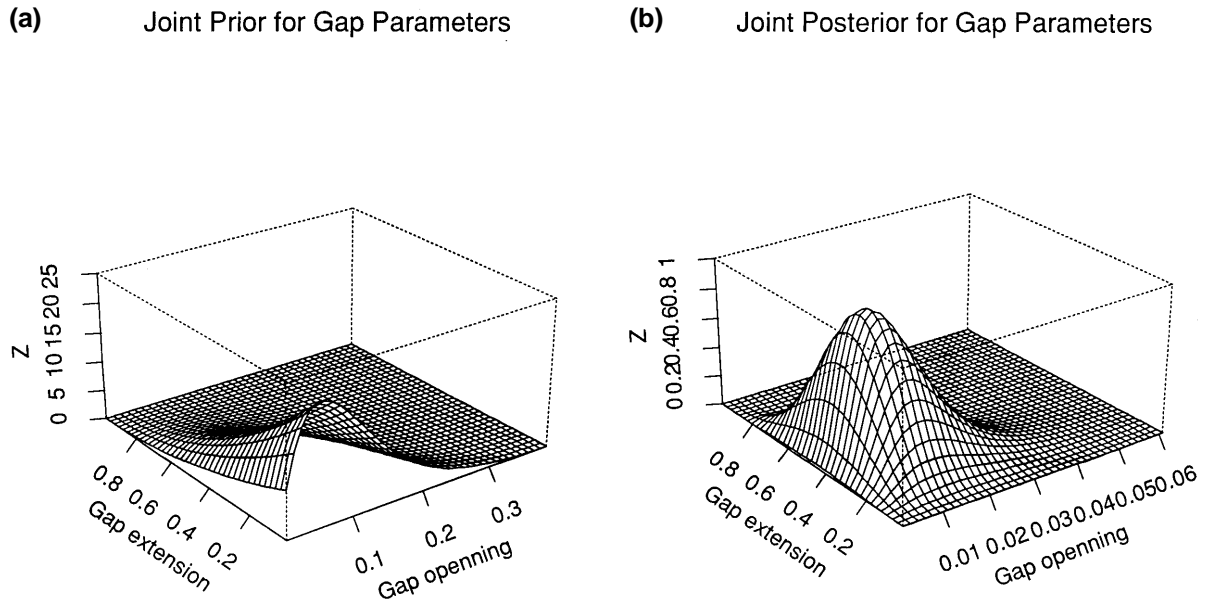 (a) Joint Prior for Gap Parameters
Z
0 5 10 15 20 25
0.8 0.6 0.4 0.2
Gap extension
0.1 0.2 0.3
Gap openning
(b) Joint Posterior for Gap Parameters
Z
0 0.2 0.4 0.6 0.8 1
0.8 0.6 0.4 0.2
Gap extension
0.01 0.02 0.03 0.04 0.05 0.06
Gap openning